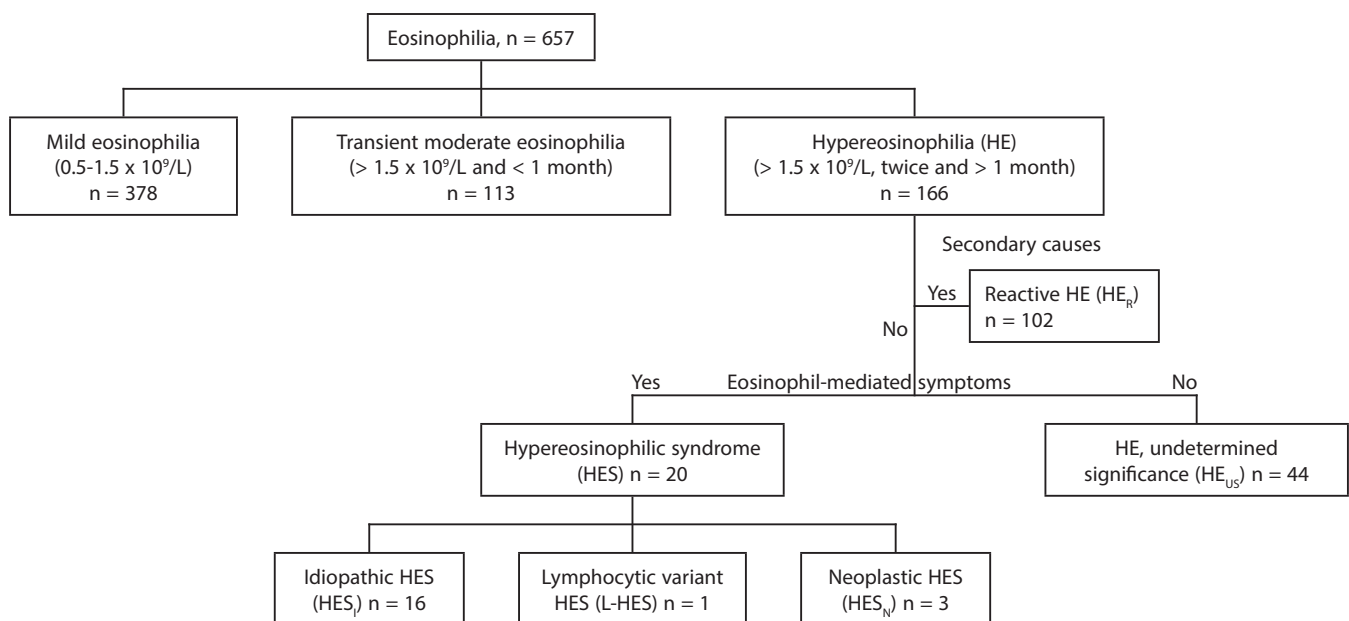 Eosinophilia, n = 657
Mild eosinophilia
(0.5-1.5 x 10⁹/L)
n = 378
Transient moderate eosinophilia
(> 1.5 x 10⁹/L and < 1 month)
n = 113
Hypereosinophilia (HE)
(> 1.5 x 10⁹/L, twice and > 1 month)
n = 166
Secondary causes
Yes
Reactive HE (HE_R)
n = 102
No
Yes
Eosinophil-mediated symptoms
No
Hypereosinophilic syndrome
(HES) n = 20
HE, undetermined
significance (HE_US) n = 44
Idiopathic HES
(HES_I) n = 16
Lymphocytic variant
HES (L-HES) n = 1
Neoplastic HES
(HES_N) n = 3